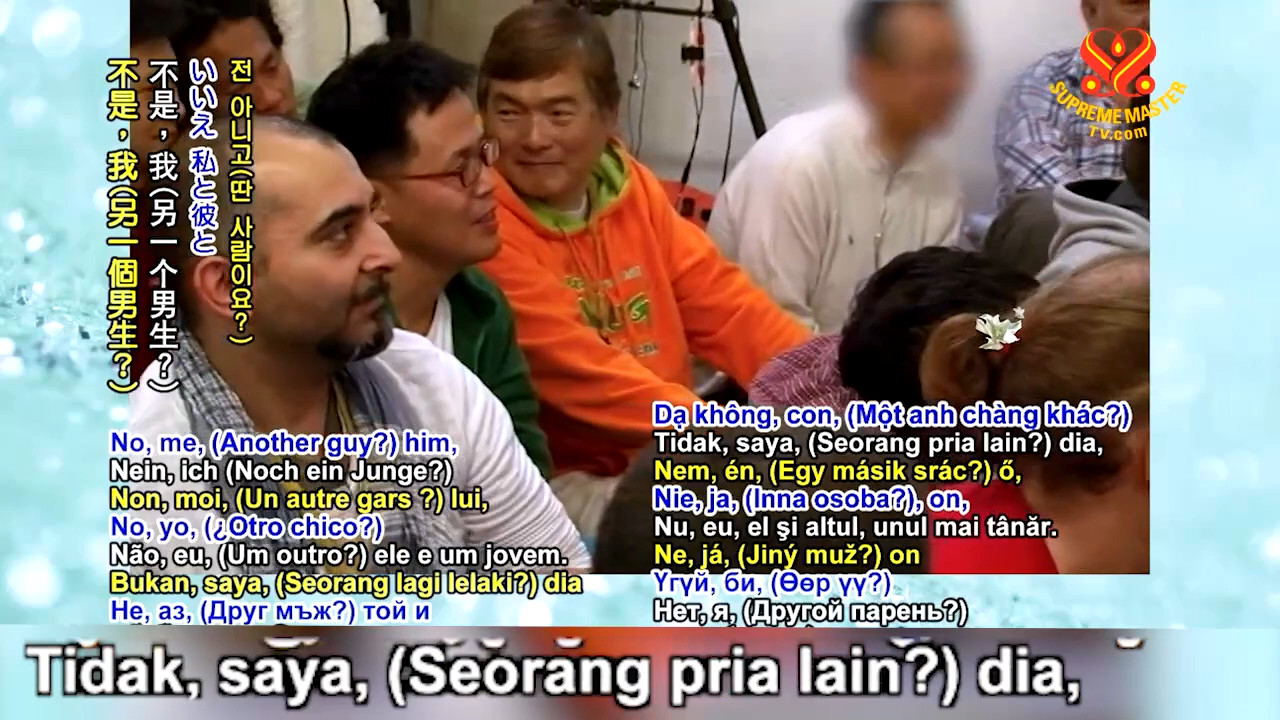 不是，我(另一個男生？)
不是，我(另一个男生？)
いいえ 私と彼と
전 아니고(딴 사람이요?)
SUPREME MASTER
TV.com
No, me, (Another guy?) him,
Nein, ich (Noch ein Junge?)
Non, moi, (Un autre gars ?) lui,
No, yo, (¿Otro chico?)
Não, eu, (Um outro?) ele e um jovem.
Bukan, saya, (Seorang lagi lelaki?) dia
Не, аз, (Друг мъж?) той и
Dạ không, con, (Một anh chàng khác?)
Tidak, saya, (Seorang pria lain?) dia,
Nem, én, (Egy másik srác?) ő,
Nie, ja, (Inna osoba?), on,
Nu, eu, el şi altul, unul mai tânăr.
Ne, já, (Jiný muž?) on
Үгүй, би, (Өөр үү?)
Нет, я, (Другой парень?)
Tidak, saya, (Seorang pria lain?) dia,